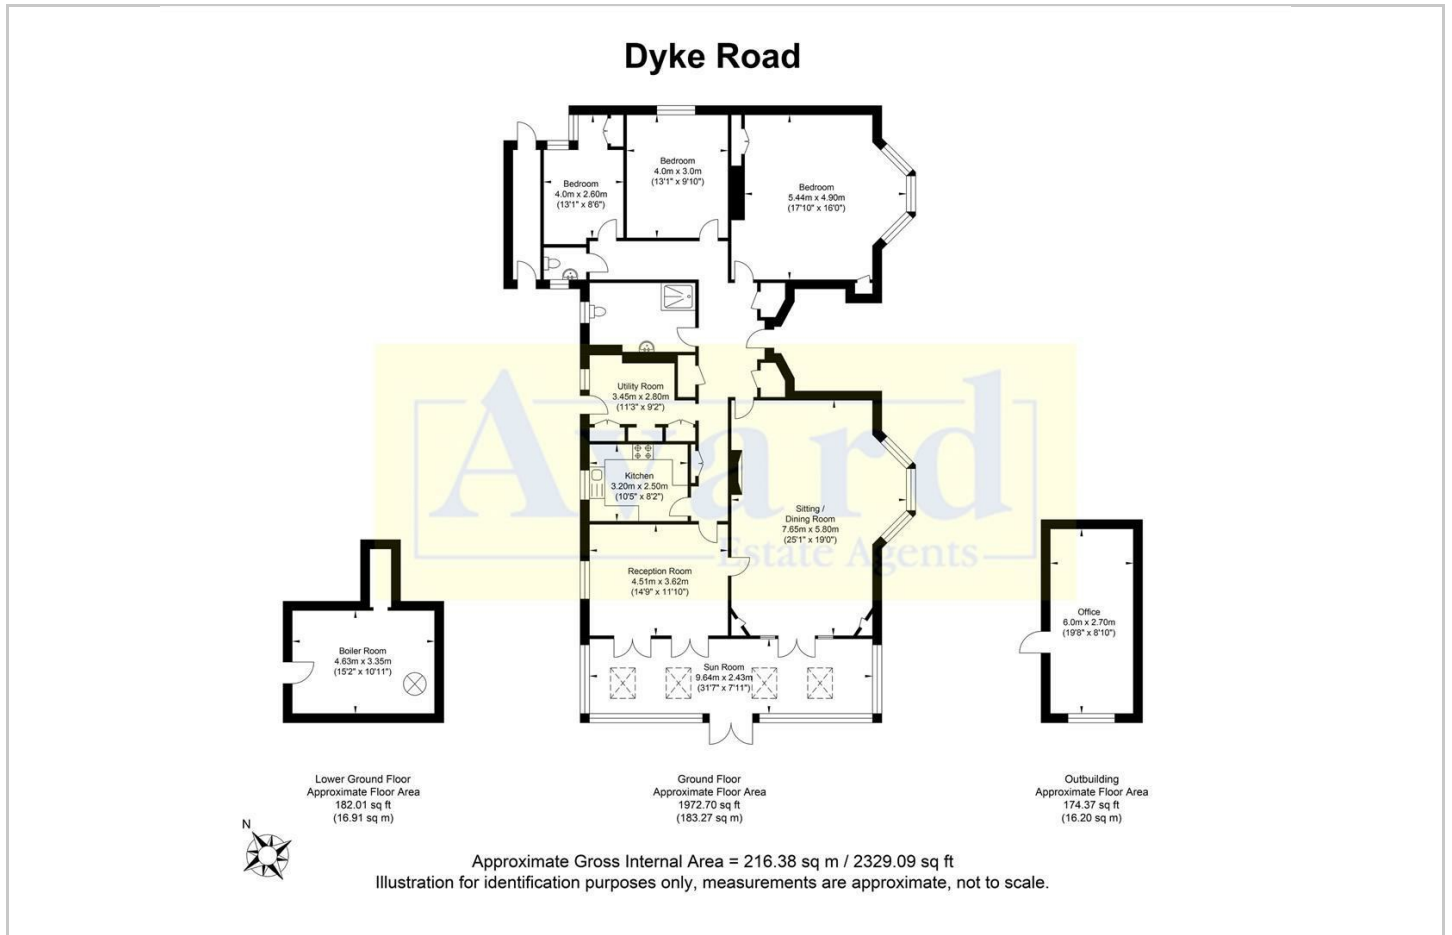 Dyke Road
Bedroom
4.0m x 2.60m
(13'1" x 8'6")
Bedroom
4.0m x 3.0m
(13'1" x 9'10")
Bedroom
5.44m x 4.90m
(17'10" x 16'0")
Utility Room
3.45m x 2.80m
(11'3" x 9'2")
Avard
Estate Agents
Kitchen
3.20m x 2.50m
(10'5" x 8'2")
Sitting /
Dining Room
7.65m x 5.80m
(25'1" x 19'0")
Reception Room
4.51m x 3.62m
(14'9" x 11'10")
Sun Room
9.64m x 2.43m
(31'7" x 7'11")
Boiler Room
4.63m x 3.35m
(15'2" x 10'11")
Office
6.0m x 2.70m
(19'8" x 8'10")
Lower Ground Floor
Approximate Floor Area
182.01 sq ft
(16.91 sq m)
Ground Floor
Approximate Floor Area
1972.70 sq ft
(183.27 sq m)
Outbuilding
Approximate Floor Area
174.37 sq ft
(16.20 sq m)
N
Approximate Gross Internal Area = 216.38 sq m / 2329.09 sq ft
Illustration for identification purposes only, measurements are approximate, not to scale.